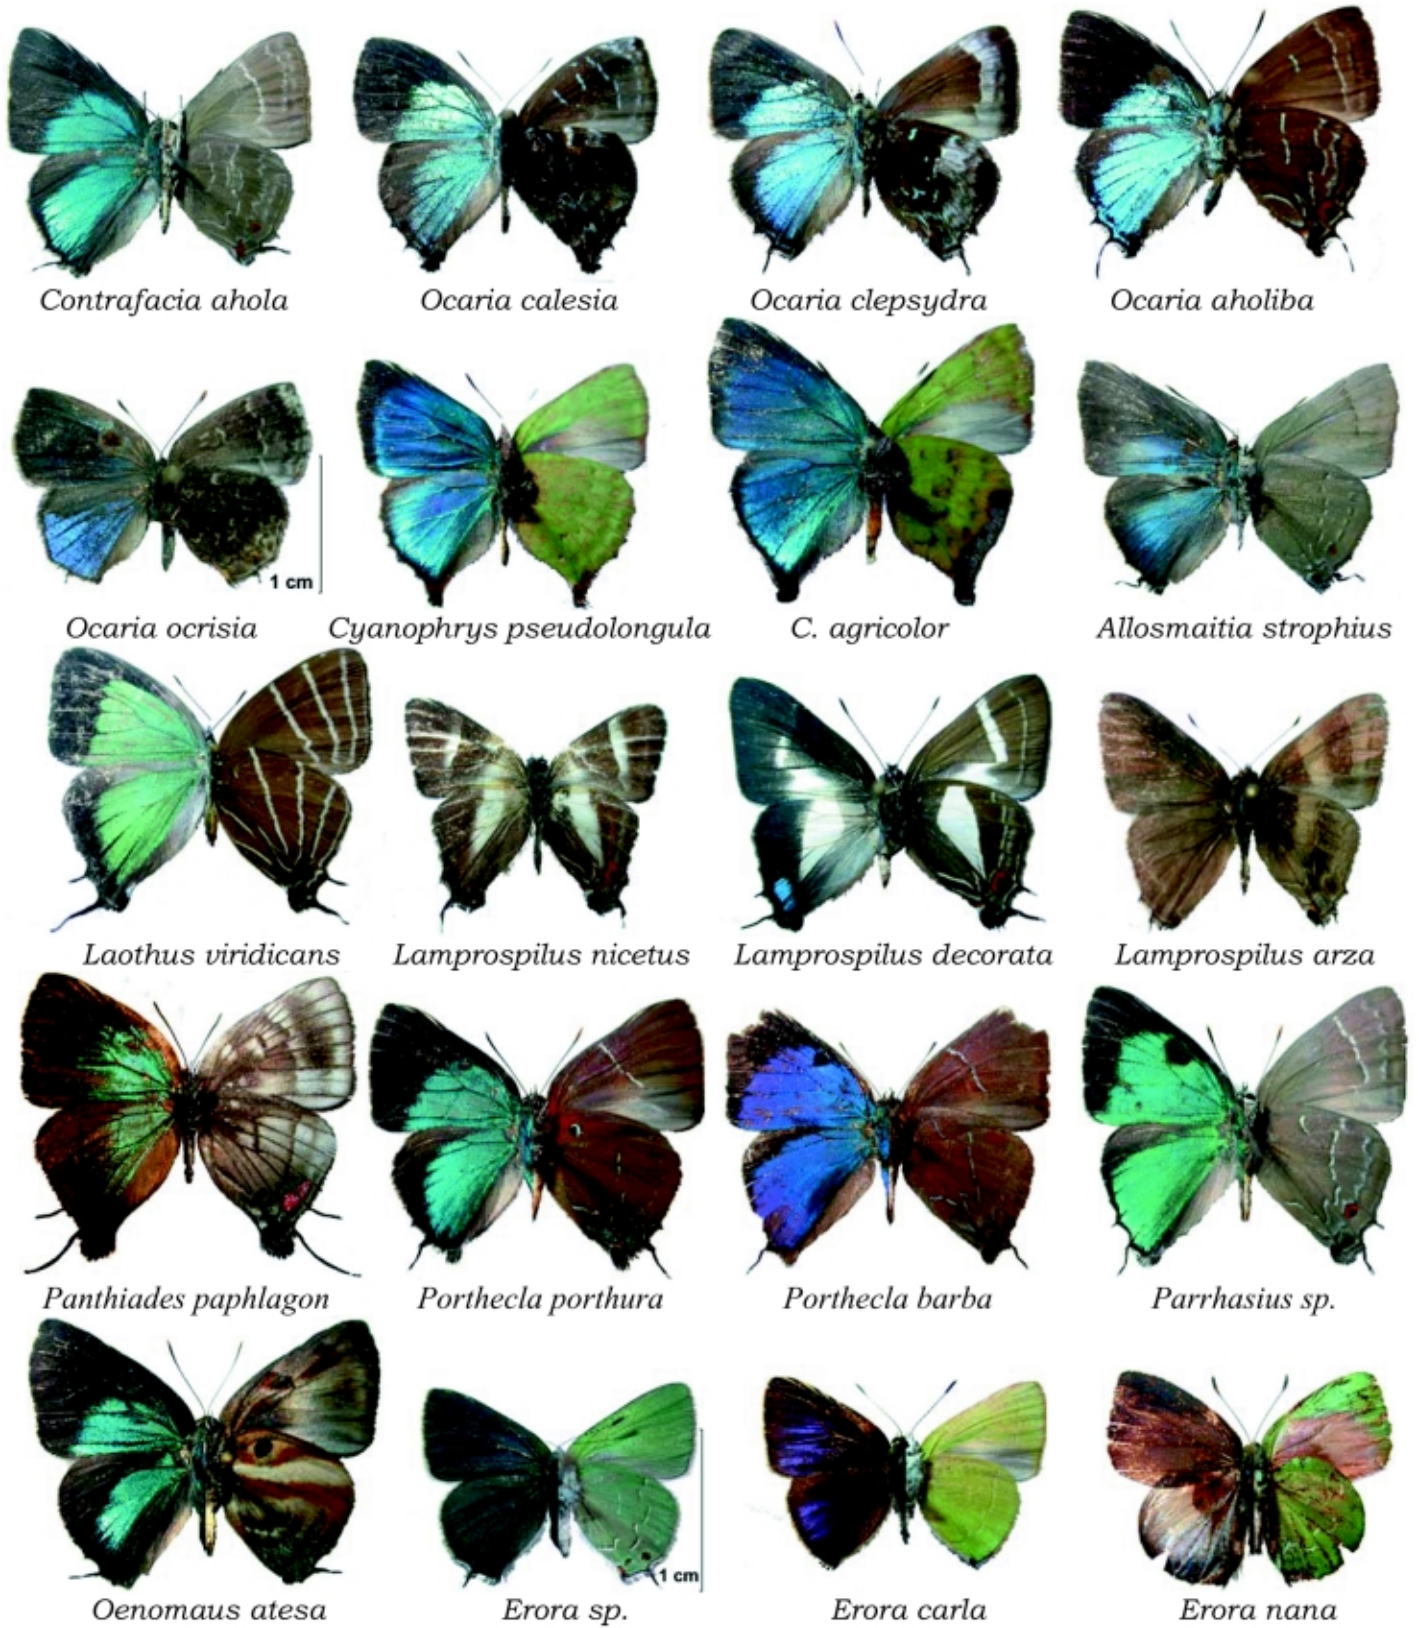 Contrafacia ahola
Ocaria calesia
Ocaria clepsydra
Ocaria aholiba
1 cm
Ocaria ocrisia
Cyanophrys pseudolongula
C. agricolor
Allosmaitia strophius
Laothus viridicans
Lamprospilus nicetus
Lamprospilus decorata
Lamprospilus arza
Panthiades paphlagon
Porthecla porthura
Porthecla barba
Parrhasius sp.
1 cm
Oenomaus atesa
Erora sp.
Erora carla
Erora nana